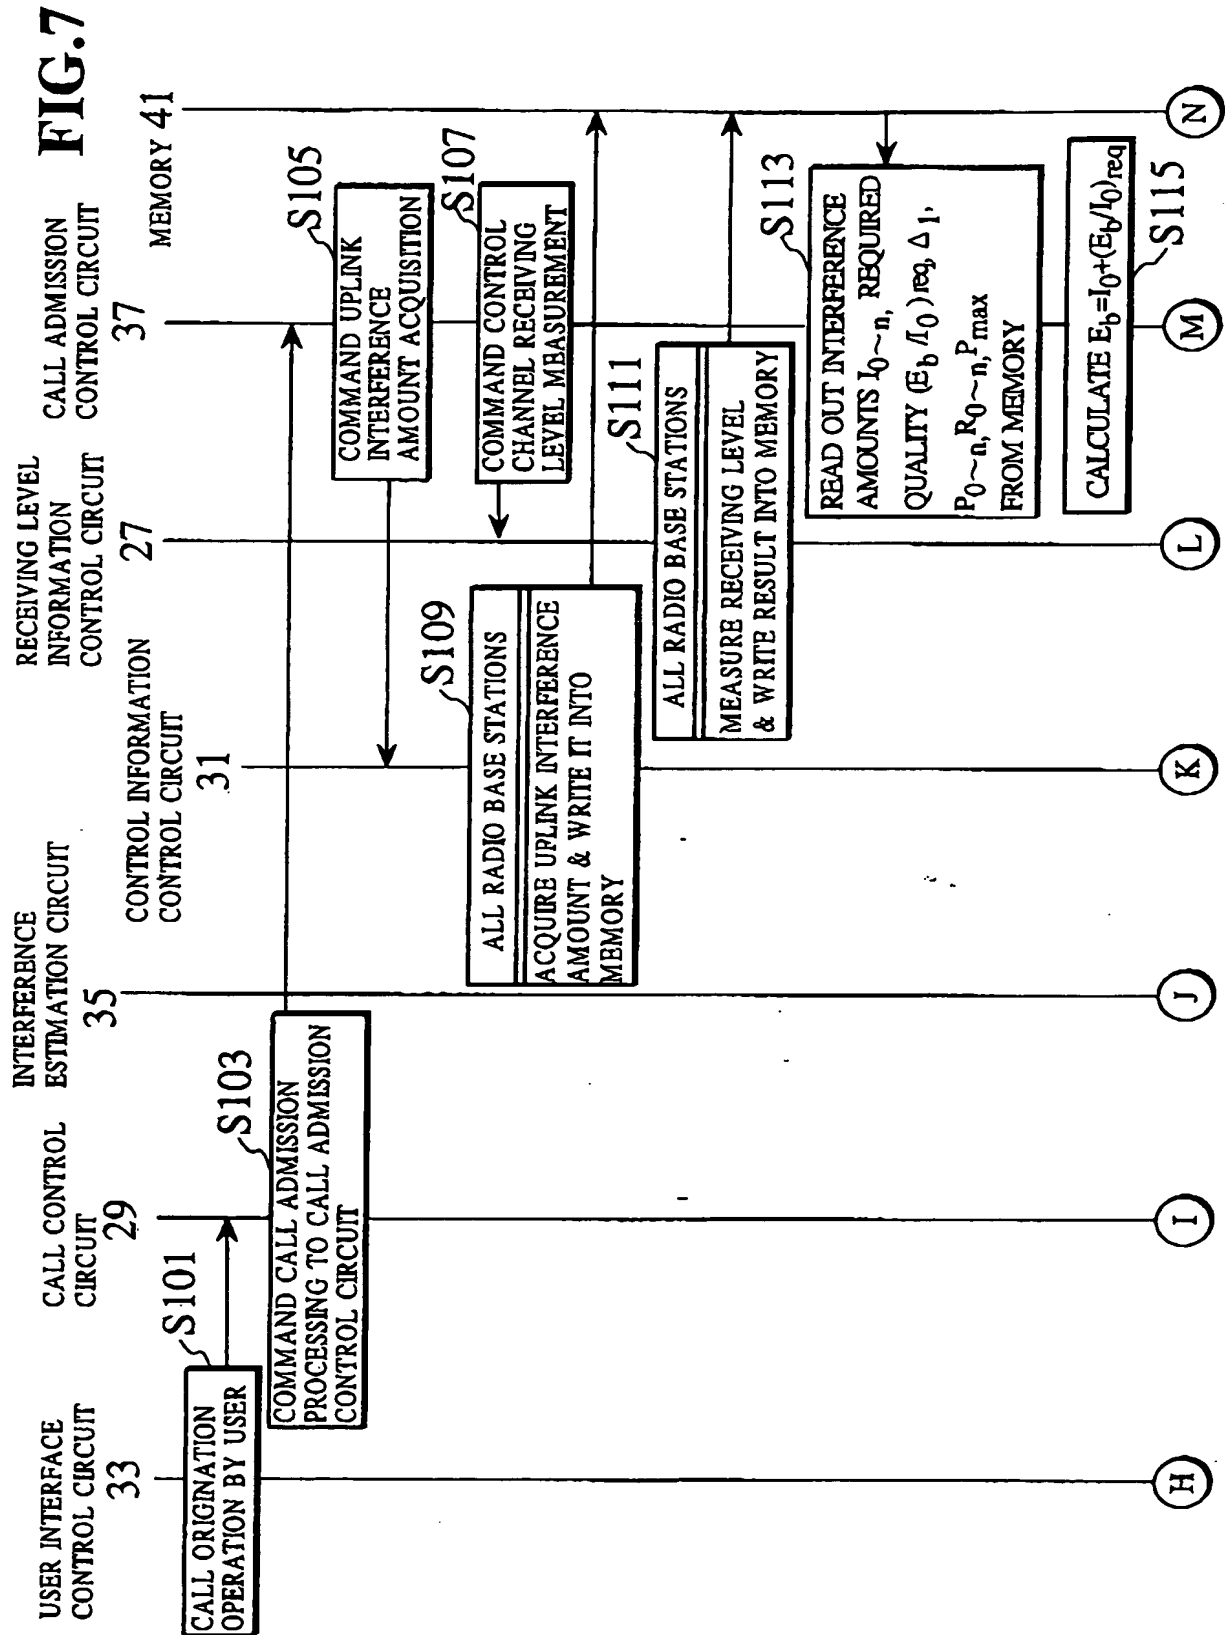 FIG.7
USER INTERFACE
CONTROL CIRCUIT
33
CALL CONTROL
CIRCUIT
29
INTERFERENCE
ESTIMATION CIRCUIT
35
CONTROL INFORMATION
CONTROL CIRCUIT
31
RECEIVING LEVEL
INFORMATION
CONTROL CIRCUIT
27
CALL ADMISSION
CONTROL CIRCUIT
37
MEMORY 41
S101
CALL ORIGINATION
OPERATION BY USER
S103
COMMAND CALL ADMISSION
PROCESSING TO CALL ADMISSION
CONTROL CIRCUIT
S105
COMMAND UPLINK
INTERFERENCE
AMOUNT ACQUISITION
S107
COMMAND CONTROL
CHANNEL RECEIVING
LEVEL MEASUREMENT
S109
ALL RADIO BASE STATIONS
ACQUIRE UPLINK INTERFERENCE
AMOUNT & WRITE IT INTO
MEMORY
S111
ALL RADIO BASE STATIONS
MEASURE RECEIVING LEVEL
& WRITE RESULT INTO MEMORY
S113
READ OUT INTERFERENCE
AMOUNTS I0~n, REQUIRED
QUALITY (Eb/I0)req, Δ1,
P0~n, R0~n, Pmax
FROM MEMORY
CALCULATE Eb=I0+(Eb/I0)req
S115
H
I
J
K
L
M
N